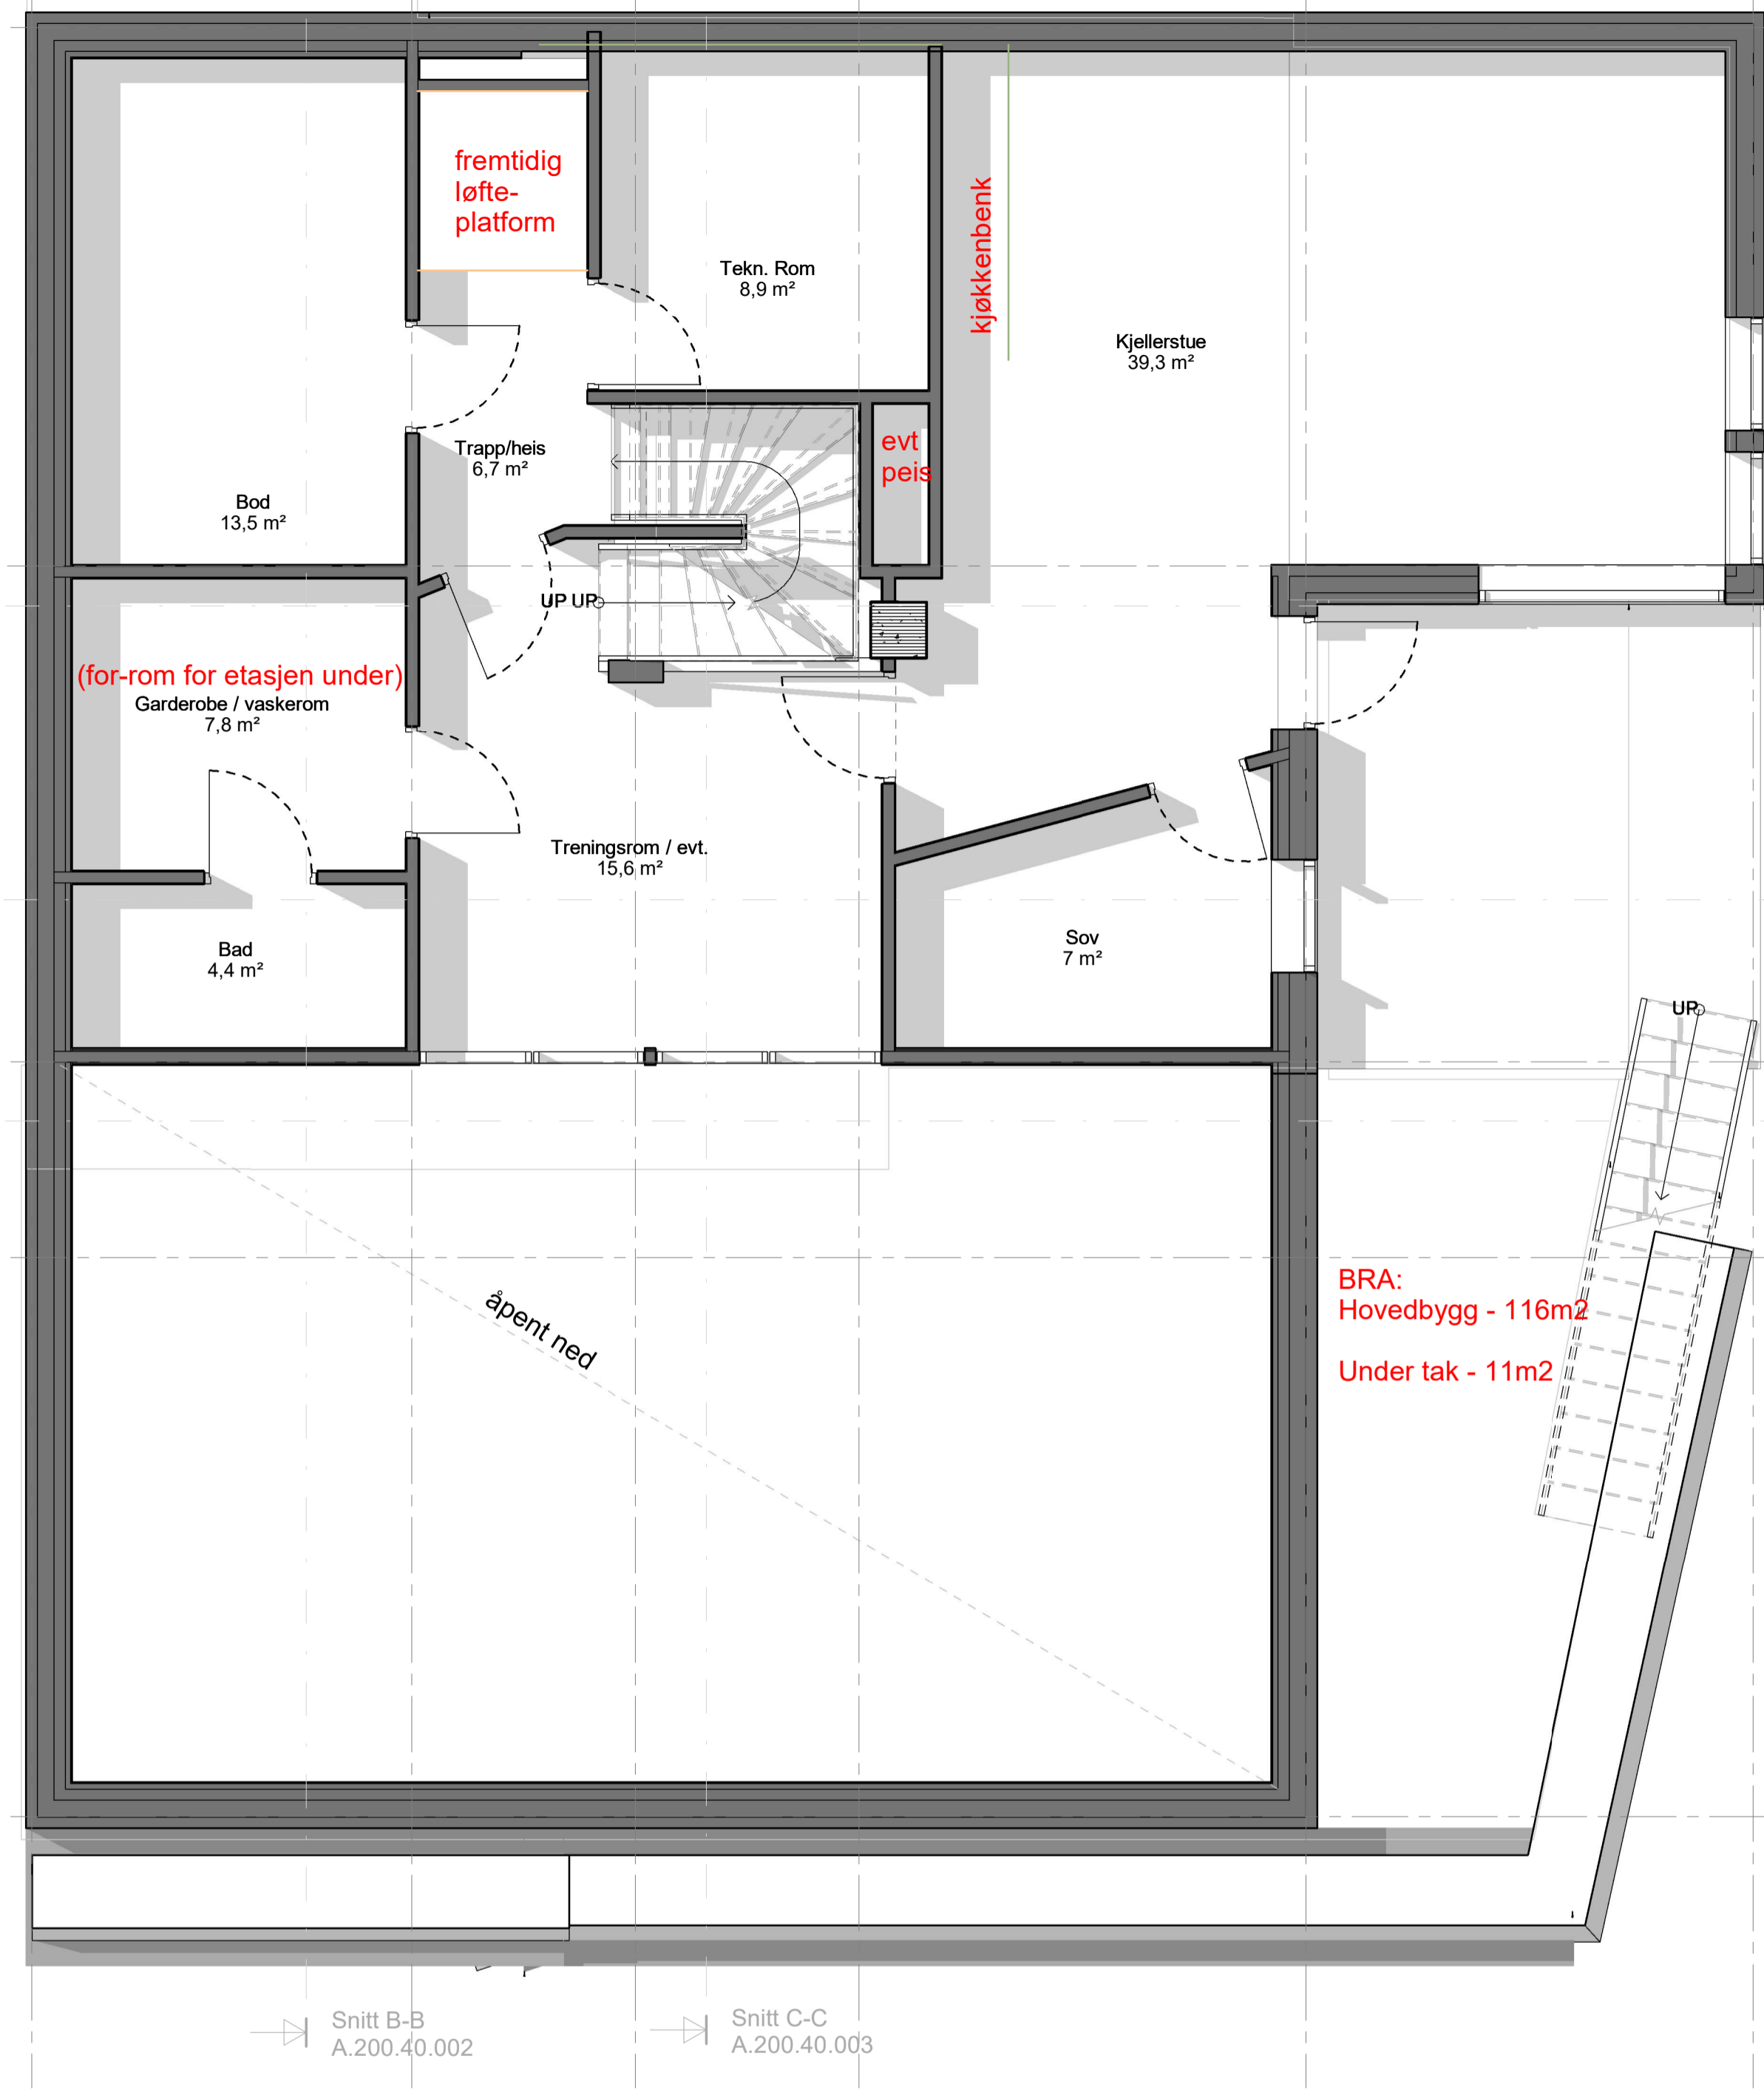 fremtidig
løfte-
platform
Tekn. Rom
8,9 m²
kjøkkenbenk
Kjellerstue
39,3 m²
Trapp/heis
6,7 m²
evt
peis
Bod
13,5 m²
UP UP
(for-rom for etasjen under)
Garderobe / vaskerom
7,8 m²
Treningsrom / evt.
15,6 m²
Bad
4,4 m²
Sov
7 m²
UP
åpent ned
BRA:
Hovedbygg - 116m2
Under tak - 11m2
Snitt B-B
A.200.40.002
Snitt C-C
A.200.40.003